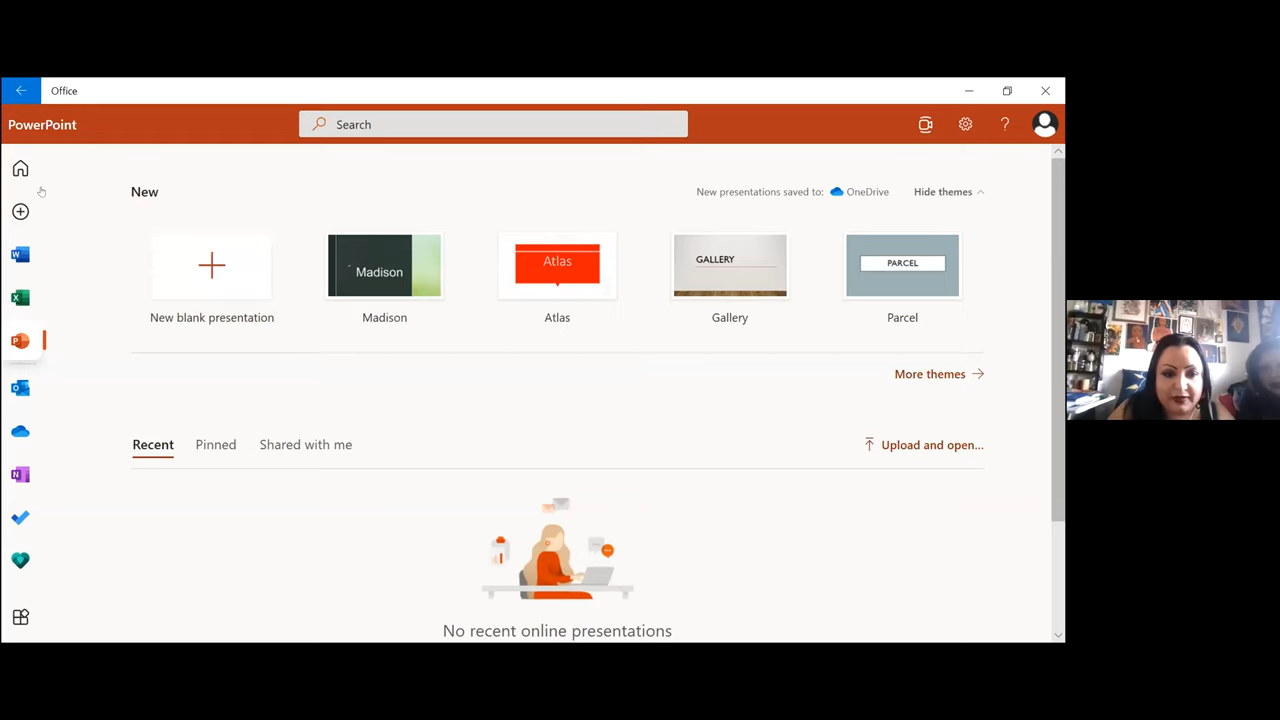 Office
PowerPoint
Search
New
New presentations saved to: OneDrive
Hide themes
Madison
Atlas
GALLERY
PARCEL
New blank presentation
Madison
Atlas
Gallery
Parcel
More themes
Recent
Pinned
Shared with me
Upload and open...
No recent online presentations